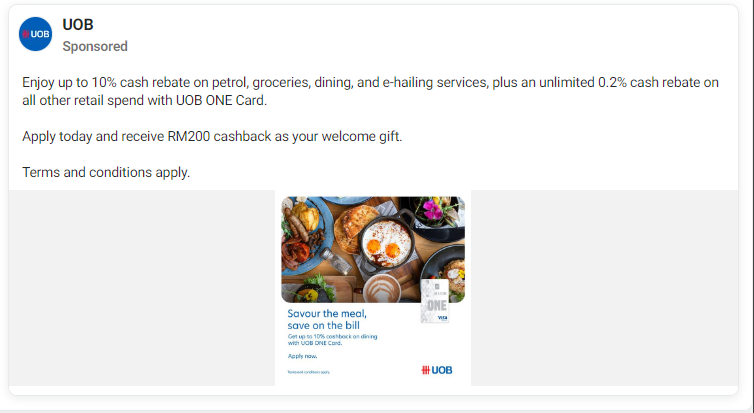 UOB
UOB
Sponsored
Enjoy up to 10% cash rebate on petrol, groceries, dining, and e-hailing services, plus an unlimited 0.2% cash rebate on
all other retail spend with UOB ONE Card.
Apply today and receive RM200 cashback as your welcome gift.
Terms and conditions apply.
ONE
VISA
Savour the meal,
save on the bill
Get up to 10% cashback on dining
with UOB ONE Card.
Apply now.
Terms and conditions apply.
UOB